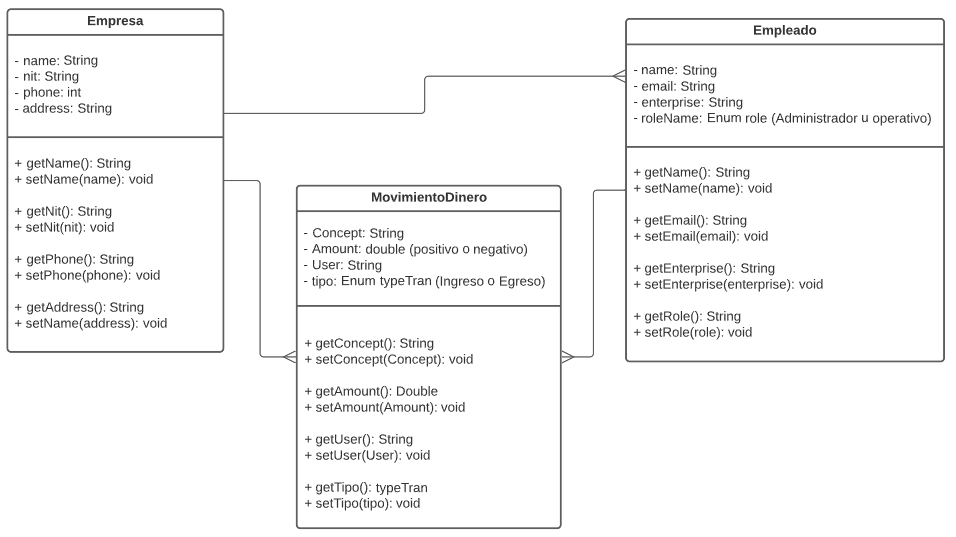 Empresa
- name: String
- nit: String
- phone: int
- address: String
+ getName(): String
+ setName(name): void
+ getNit(): String
+ setNit(nit): void
+ getPhone(): String
+ setPhone(phone): void
+ getAddress(): String
+ setName(address): void
MovimientoDinero
- Concept: String
- Amount: double (positivo o negativo)
- User: String
- tipo: Enum typeTran (Ingreso o Egreso)
+ getConcept(): String
+ setConcept(Concept): void
+ getAmount(): Double
+ setAmount(Amount): void
+ getUser(): String
+ setUser(User): void
+ getTipo(): typeTran
+ setTipo(tipo): void
Empleado
- name: String
- email: String
- enterprise: String
- roleName: Enum role (Administrador u operativo)
+ getName(): String
+ setName(name): void
+ getEmail(): String
+ setEmail(email): void
+ getEnterprise(): String
+ setEnterprise(enterprise): void
+ getRole(): String
+ setRole(role): void